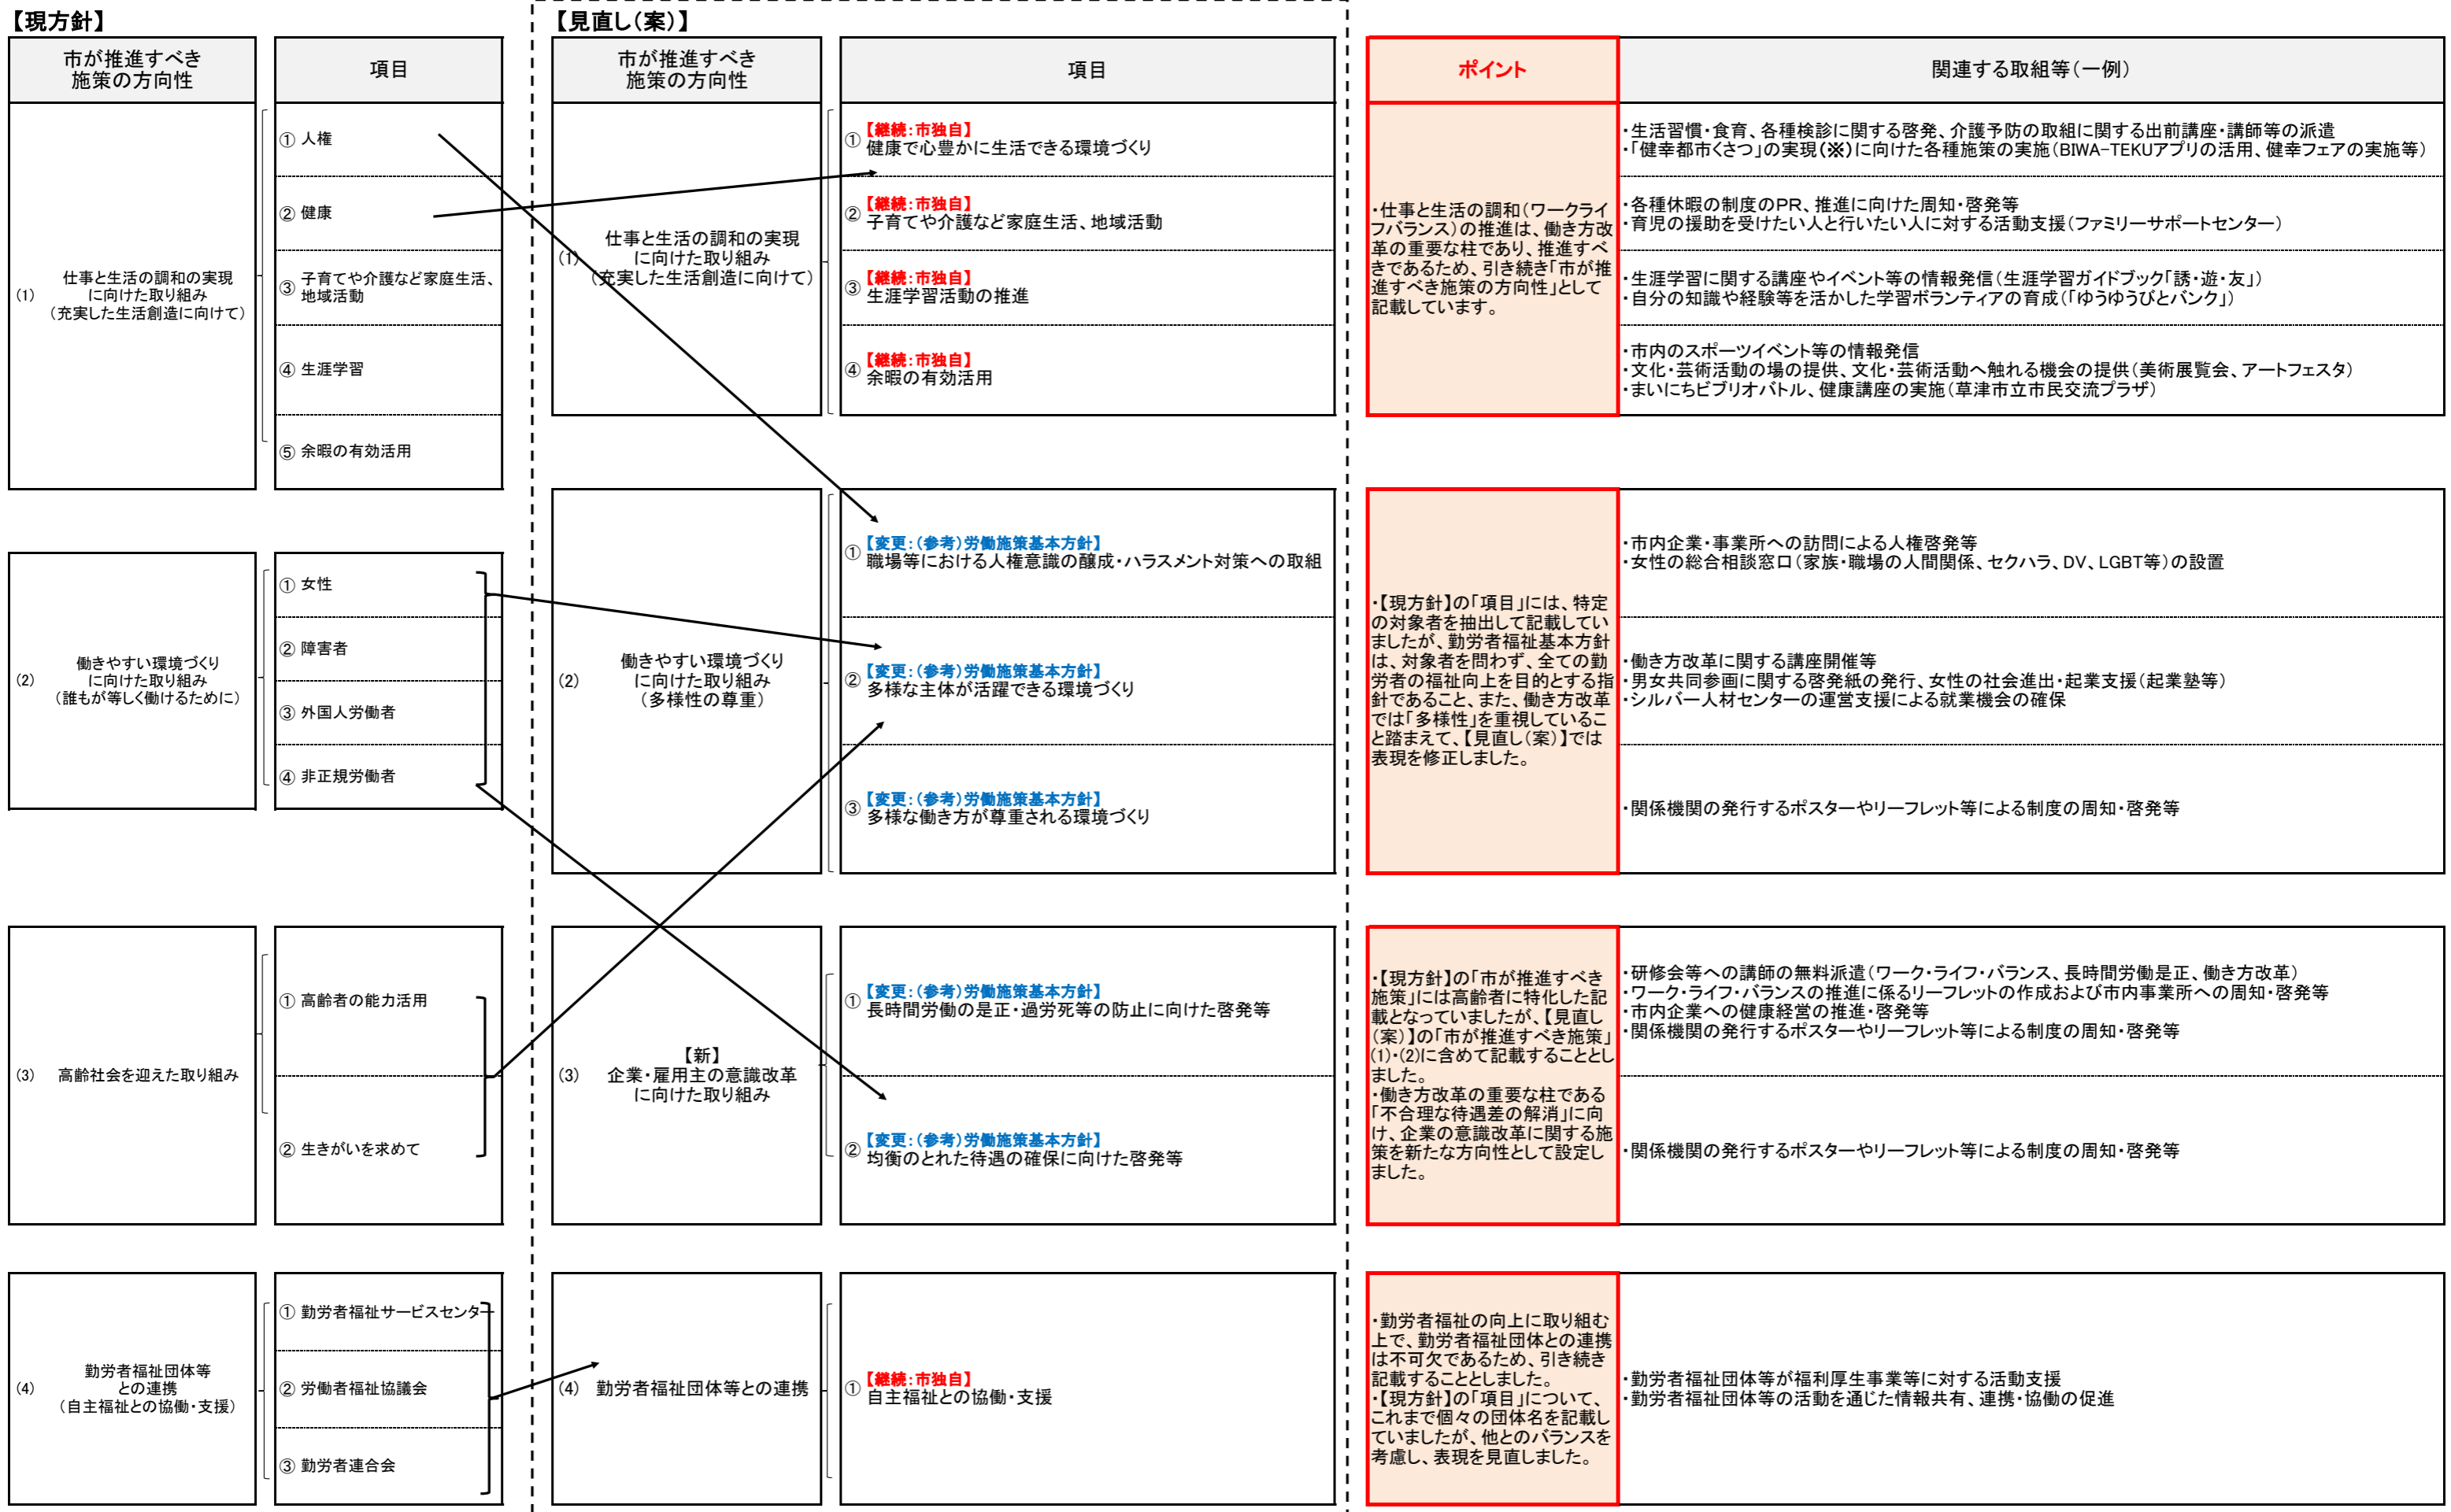 【現方針】
市が推進すべき
施策の方向性
項目
(1)
仕事と生活の調和の実現
に向けた取り組み
(充実した生活創造に向けて)
① 人権
② 健康
③ 子育てや介護など家庭生活、
地域活動
④ 生涯学習
⑤ 余暇の有効活用
(2)
働きやすい環境づくり
に向けた取り組み
(誰もが等しく働けるために)
① 女性
② 障害者
③ 外国人労働者
④ 非正規労働者
(3) 高齢社会を迎えた取り組み
① 高齢者の能力活用
② 生きがいを求めて
(4)
勤労者福祉団体等
との連携
(自主福祉との協働・支援)
① 勤労者福祉サービスセンター
② 労働者福祉協議会
③ 勤労者連合会
【見直し(案)】
市が推進すべき
施策の方向性
項目
(1)
仕事と生活の調和の実現
に向けた取り組み
(充実した生活創造に向けて)
①【継続:市独自】
健康で心豊かに生活できる環境づくり
②【継続:市独自】
子育てや介護など家庭生活、地域活動
③【継続:市独自】
生涯学習活動の推進
④【継続:市独自】
余暇の有効活用
(2)
働きやすい環境づくり
に向けた取り組み
(多様性の尊重)
①【変更:(参考)労働施策基本方針】
職場等における人権意識の醸成・ハラスメント対策への取組
②【変更:(参考)労働施策基本方針】
多様な主体が活躍できる環境づくり
③【変更:(参考)労働施策基本方針】
多様な働き方が尊重される環境づくり
(3)
【新】
企業・雇用主の意識改革
に向けた取り組み
①【変更:(参考)労働施策基本方針】
長時間労働の是正・過労死等の防止に向けた啓発等
②【変更:(参考)労働施策基本方針】
均衡のとれた待遇の確保に向けた啓発等
(4) 勤労者福祉団体等との連携
①【継続:市独自】
自主福祉との協働・支援
ポイント
関連する取組等(一例)
・仕事と生活の調和(ワークライ
フバランス)の推進は、働き方改
革の重要な柱であり、推進すべ
きであるため、引き続き「市が推
進すべき施策の方向性」として
記載しています。
・生活習慣・食育、各種検診に関する啓発、介護予防の取組に関する出前講座・講師等の派遣
・「健幸都市くさつ」の実現(※)に向けた各種施策の実施(BIWA-TEKUアプリの活用、健幸フェアの実施等)
・各種休暇の制度のPR、推進に向けた周知・啓発等
・育児の援助を受けたい人と行いたい人に対する活動支援(ファミリーサポートセンター)
・生涯学習に関する講座やイベント等の情報発信(生涯学習ガイドブック「誘・遊・友」)
・自分の知識や経験等を活かした学習ボランティアの育成(「ゆうゆうびとバンク」)
・市内のスポーツイベント等の情報発信
・文化・芸術活動の場の提供、文化・芸術活動へ触れる機会の提供(美術展覧会、アートフェスタ)
・まいにちビブリオバトル、健康講座の実施(草津市立市民交流プラザ)
・【現方針】の「項目」には、特定
の対象者を抽出して記載してい
ましたが、勤労者福祉基本方針
は、対象者を問わず、全ての勤
労者の福祉向上を目的とする指
針であること、また、働き方改革
では「多様性」を重視しているこ
と踏まえて、【見直し(案)】では
表現を修正しました。
・市内企業・事業所への訪問による人権啓発等
・女性の総合相談窓口(家族・職場の人間関係、セクハラ、DV、LGBT等)の設置
・働き方改革に関する講座開催等
・男女共同参画に関する啓発紙の発行、女性の社会進出・起業支援(起業塾等)
・シルバー人材センターの運営支援による就業機会の確保
・関係機関の発行するポスターやリーフレット等による制度の周知・啓発等
・【現方針】の「市が推進すべき
施策」には高齢者に特化した記
載となっていましたが、【見直し
(案)】の「市が推進すべき施策」
(1)・(2)に含めて記載することとし
ました。
・働き方改革の重要な柱である
「不合理な待遇差の解消」に向
け、企業の意識改革に関する施
策を新たな方向性として設定し
ました。
・研修会等への講師の無料派遣(ワーク・ライフ・バランス、長時間労働是正、働き方改革)
・ワーク・ライフ・バランスの推進に係るリーフレットの作成および市内事業所への周知・啓発等
・市内企業への健康経営の推進・啓発等
・関係機関の発行するポスターやリーフレット等による制度の周知・啓発等
・関係機関の発行するポスターやリーフレット等による制度の周知・啓発等
・勤労者福祉の向上に取り組む
上で、勤労者福祉団体との連携
は不可欠であるため、引き続き
記載することとしました。
・【現方針】の「項目」について、
これまで個々の団体名を記載し
ていましたが、他とのバランスを
考慮し、表現を見直しました。
・勤労者福祉団体等が福利厚生事業等に対する活動支援
・勤労者福祉団体等の活動を通じた情報共有、連携・協働の促進